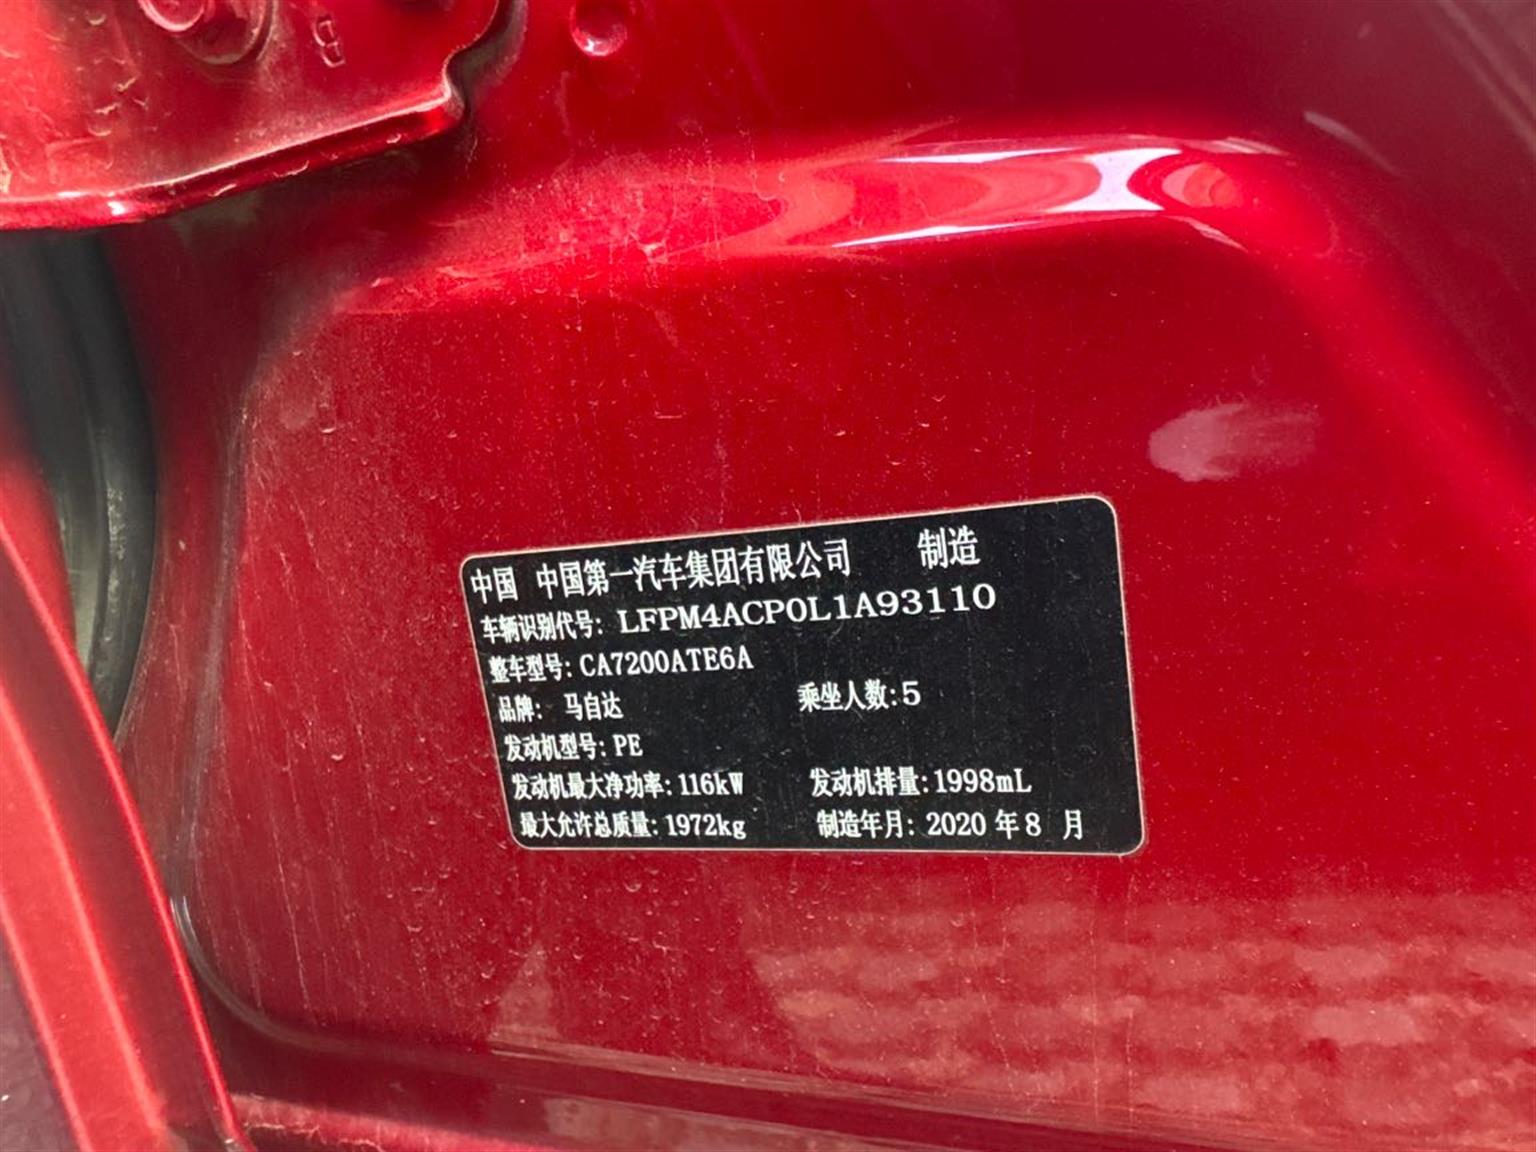 中国 中国第一汽车集团有限公司 制造
车辆识别代号: LFPM4ACP0L1A93110
整车型号: CA7200ATE6A
品牌: 马自达 乘坐人数:5
发动机型号: PE
发动机最大净功率: 116kW 发动机排量:1998mL
最大允许总质量: 1972kg 制造年月: 2020 年8 月
B